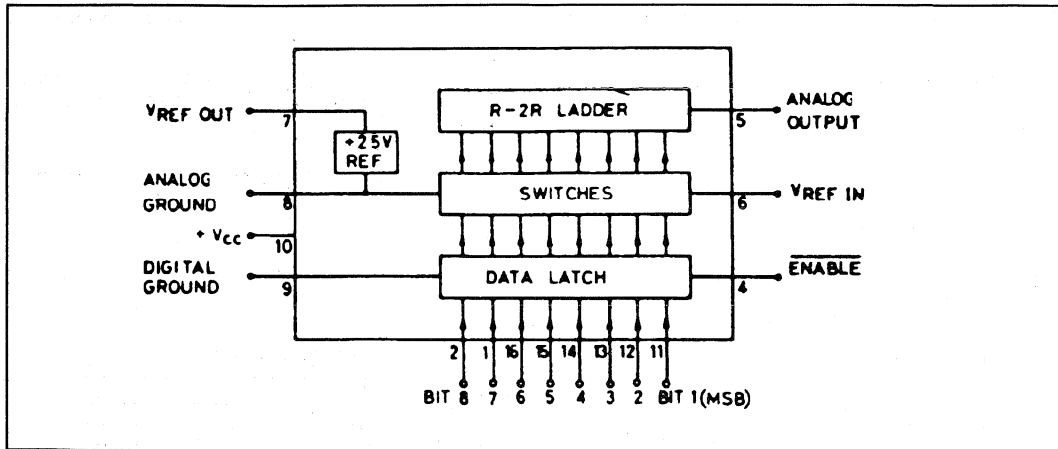 R-2R LADDER
VREF OUT
7
ANALOG
OUTPUT
5
+2.5V
REF
ANALOG
GROUND
8
SWITCHES
VREF IN
6
+ VCC
10
DIGITAL
GROUND
9
DATA LATCH
ENABLE
4
2 1 16 15 14 13 12 11
BIT 8 7 6 5 4 3 2 BIT 1 (MSB)